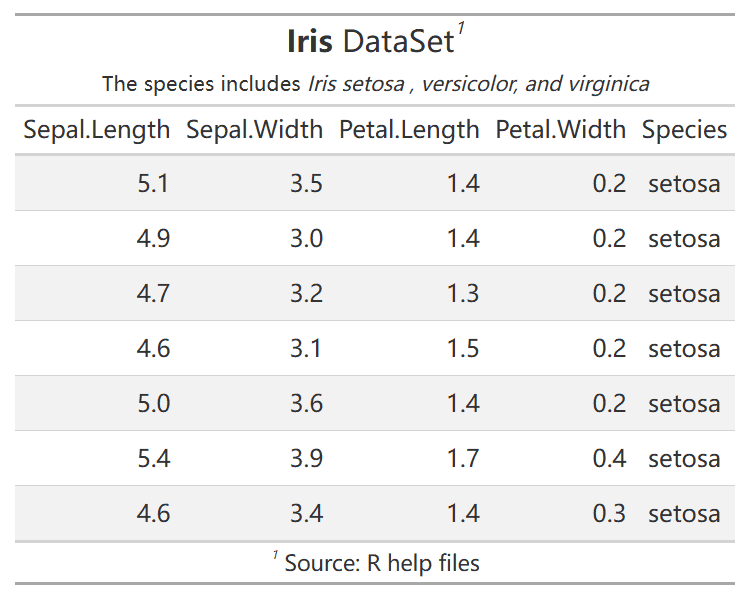 Iris DataSet1
The species includes Iris setosa , versicolor, and virginica
Sepal.Length Sepal.Width Petal.Length Petal.Width Species
5.1 3.5 1.4 0.2 setosa
4.9 3.0 1.4 0.2 setosa
4.7 3.2 1.3 0.2 setosa
4.6 3.1 1.5 0.2 setosa
5.0 3.6 1.4 0.2 setosa
5.4 3.9 1.7 0.4 setosa
4.6 3.4 1.4 0.3 setosa
1 Source: R help files